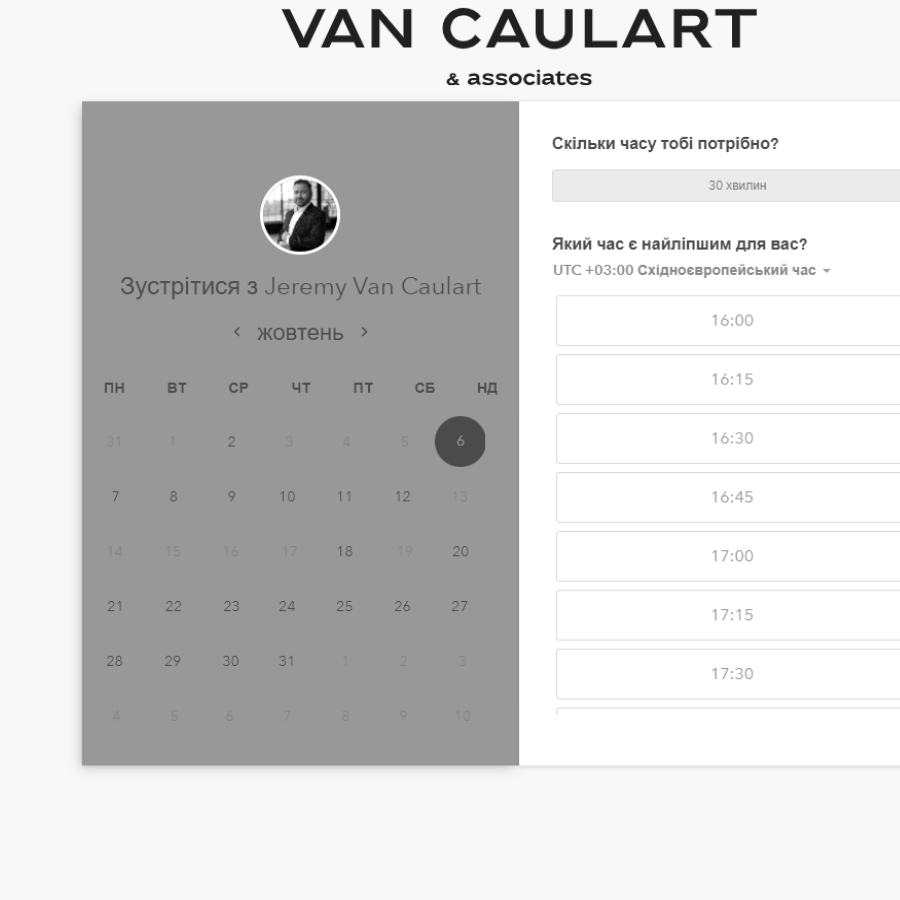 VAN CAULART
& associates
Зустрітися з Jeremy Van Caulart
жовтень
ПН ВТ СР ЧТ ПТ СБ НД
31 1 2 3 4 5 6
7 8 9 10 11 12 13
14 15 16 17 18 19 20
21 22 23 24 25 26 27
28 29 30 31 1 2 3
4 5 6 7 8 9 10
Скільки часу тобі потрібно?
30 хвилин
Який час є найліпшим для вас?
UTC +03:00 Східноєвропейський час
16:00
16:15
16:30
16:45
17:00
17:15
17:30